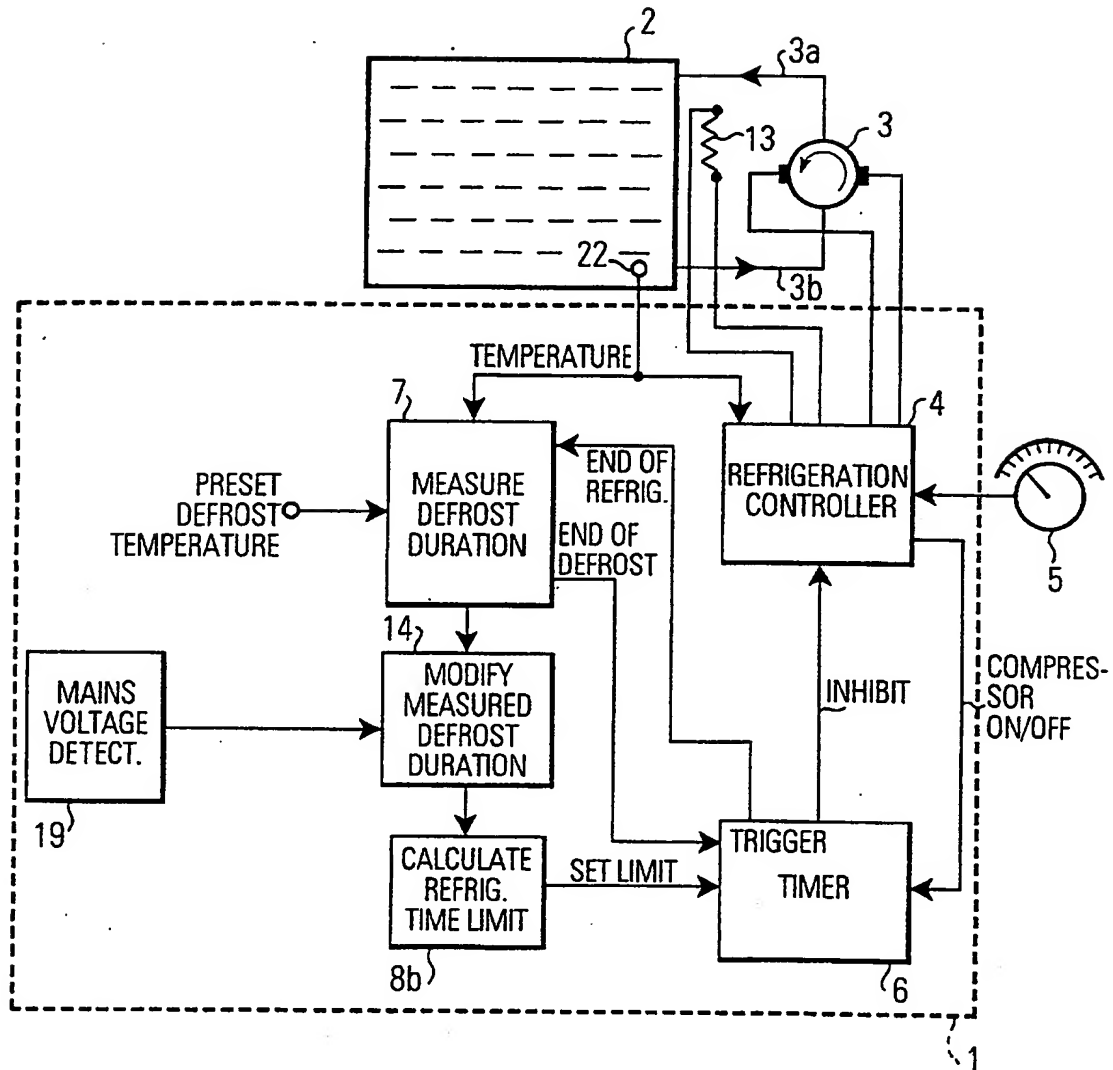 2
3a
13
3
22
3b
TEMPERATURE
7
4
PRESET
DEFROST
TEMPERATURE
MEASURE
DEFROST
DURATION
END OF
REFRIG.
END OF
DEFROST
REFRIGERATION
CONTROLLER
5
14
MAINS
VOLTAGE
DETECT.
19
MODIFY
MEASURED
DEFROST
DURATION
INHIBIT
COMPRES-
SOR
ON/OFF
CALCULATE
REFRIG.
TIME LIMIT
8b
SET LIMIT
TRIGGER
TIMER
6
1